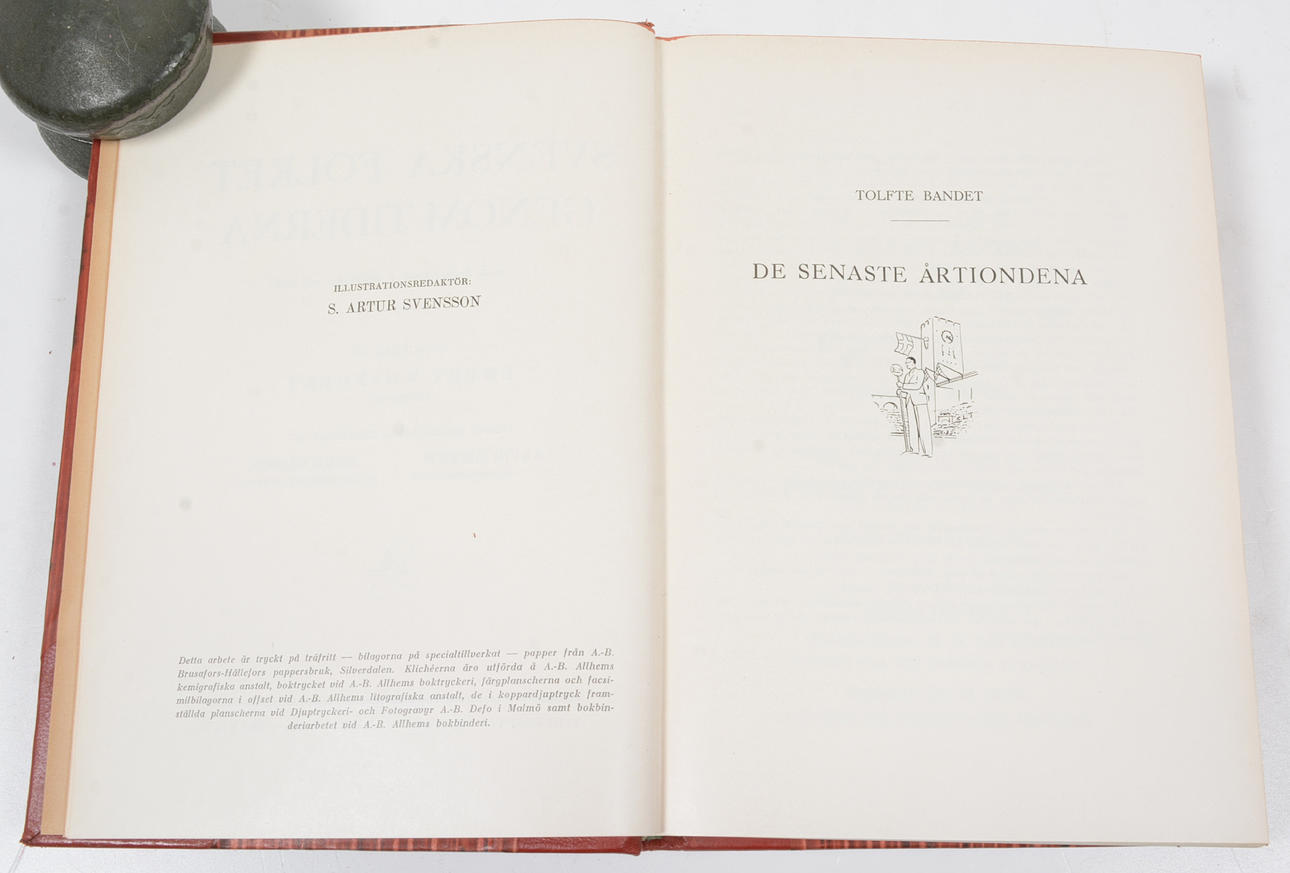 ILLUSTRATIONSREDAKTÖR:
S. ARTUR SVENSSON
Detta arbete är tryckt på träfritt — bilagorna på specialtillverkat — papper från A.-B.
Brusafors-Hällefors pappersbruk, Silverdalen. Klichéerna äro utförda å A.-B. Allhems
kemigrafiska anstalt, boktrycket vid A.-B. Allhems boktryckeri, färgplanscherna och facsi-
milbilagorna i offset vid A.-B. Allhems litografiska anstalt, de i koppardjuptryck fram-
ställda planscherna vid Djuptryckeri- och Fotogravyr A.-B. Defo i Malmö samt bokbin-
deriarbetet vid A.-B. Allhems bokbinderi.
TOLFTE BANDET
DE SENASTE ÅRTIONDENA